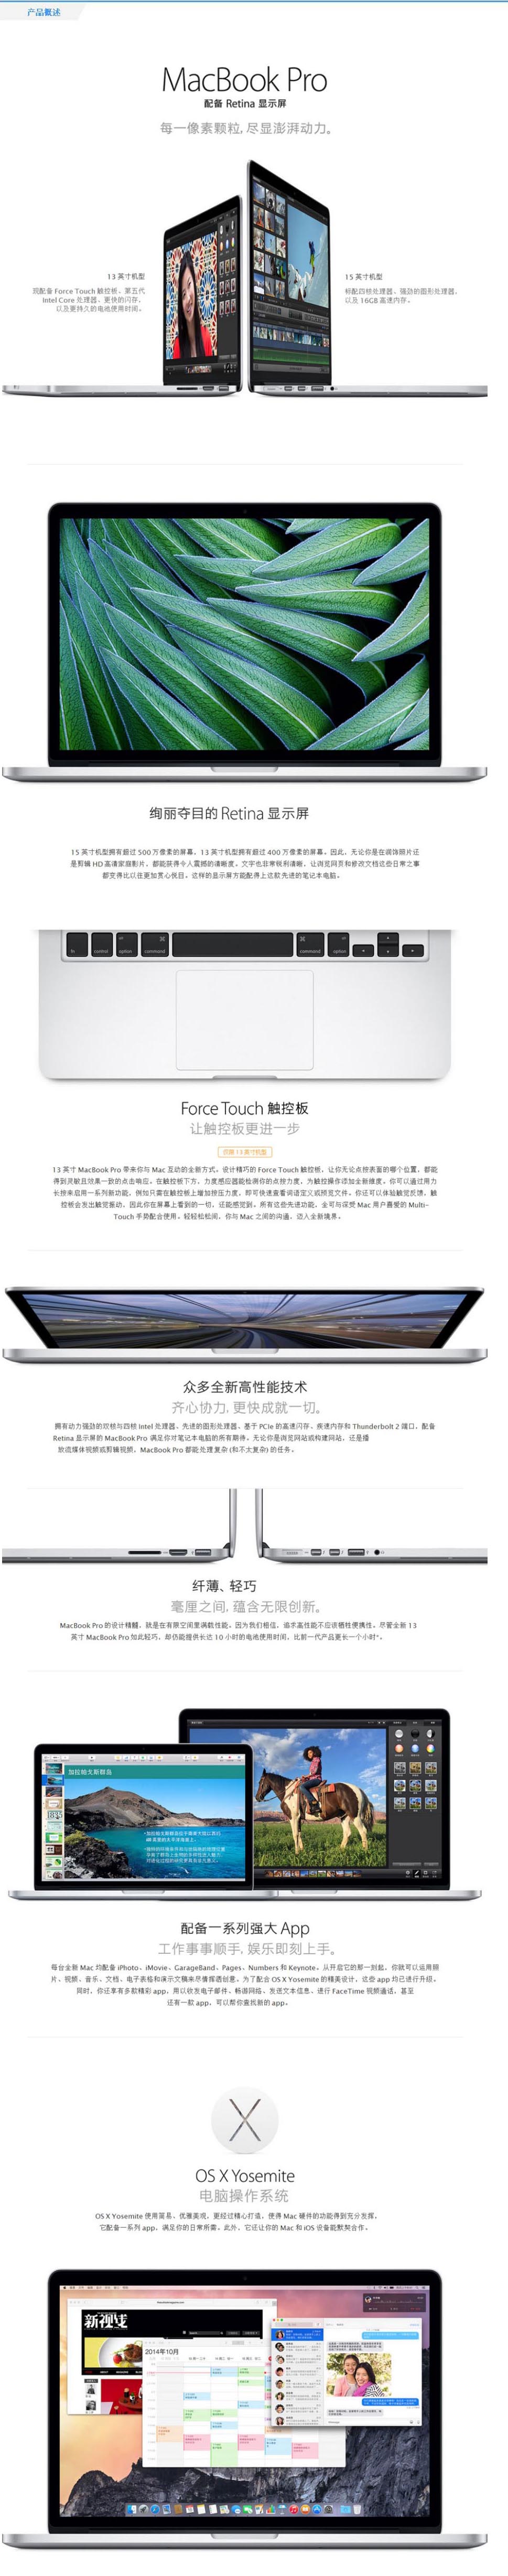 产品概述
MacBook Pro
配备 Retina 显示屏
每一像素颗粒，尽显澎湃动力。
13 英寸机型
现配备 Force Touch 触控板、第五代
Intel Core 处理器、更快的闪存，
以及更持久的电池使用时间。
15 英寸机型
标配四核处理器、强劲的图形处理器，
以及 16GB 高速内存。
绚丽夺目的 Retina 显示屏
15 英寸机型拥有超过 500 万像素的屏幕，13 英寸机型拥有超过 400 万像素的屏幕。因此，无论你是在润饰照片还
是剪辑 HD 高清家庭影片，都能获得令人震撼的清晰度。文字也非常锐利清晰，让浏览网页和修改文档这些日常之事
都变得比以往更加赏心悦目。这样的显示屏方能配得上这款先进的笔记本电脑。
fn control option command command option
Force Touch 触控板
让触控板更进一步
仅限 13 英寸机型
13 英寸 MacBook Pro 带来你与 Mac 互动的全新方式。设计精巧的 Force Touch 触控板，让你无论点按表面的哪个位置，都能
得到灵敏且效果一致的点击响应。在触控板下方，力度感应器能检测你的点按力度，为触控操作添加全新维度。你可以通过用力
长按来启用一系列新功能，例如只需在触控板上增加按压力度，即可快速查看词语定义或预览文件。你还可以体验触觉反馈，触
控板会发出触觉振动，因此你在屏幕上看到的一切，还能感觉到。所有这些先进功能，全可与深受 Mac 用户喜爱的 Multi-
Touch 手势配合使用。轻轻松松间，你与 Mac 之间的沟通，迈入全新境界。
众多全新高性能技术
齐心协力，更快成就一切。
拥有动力强劲的双核与四核 Intel 处理器、先进的图形处理器、基于 PCIe 的高速闪存、疾速内存和 Thunderbolt 2 端口，配备
Retina 显示屏的 MacBook Pro 满足你对笔记本电脑的所有期待。无论你是浏览网站或构建网站，还是播
放流媒体视频或剪辑视频，MacBook Pro 都能处理复杂 (和不太复杂) 的任务。
纤薄、轻巧
毫厘之间，蕴含无限创新。
MacBook Pro 的设计精髓，就是在有限空间里满载性能。因为我们相信，追求高性能不应该牺牲便携性。尽管全新 13
英寸 MacBook Pro 如此轻巧，却仍能提供长达 10 小时的电池使用时间，比前一代产品更长一个小时*。
加拉帕戈斯群岛
配备一系列强大 App
工作事事顺手，娱乐即刻上手。
每台全新 Mac 均配备 iPhoto、iMovie、GarageBand、Pages、Numbers 和 Keynote。从开启它的那一刻起，你就可以运用照
片、视频、音乐、文档、电子表格和演示文稿来尽情挥洒创意。为了配合 OS X Yosemite 的精美设计，这些 app 均已进行升级。
同时，你还享有多款精彩 app，用以收发电子邮件、畅游网络、发送文本信息、进行 FaceTime 视频通话，甚至
还有一款 app，可以帮你查找新的 app。
OS X Yosemite
电脑操作系统
OS X Yosemite 使用简易、优雅美观，更经过精心打造，使得 Mac 硬件的功能得到充分发挥。
它配备一系列 app，满足你的日常所需。此外，它还让你的 Mac 和 iOS 设备能默契合作。
新视线
2014年10月